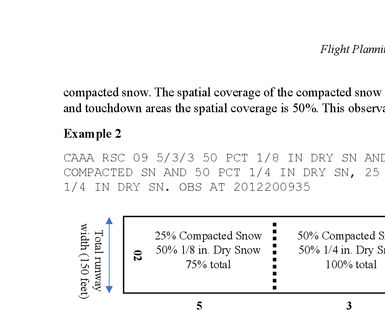 Flight Plannin
compacted snow. The spatial coverage of the compacted snow
and touchdown areas the spatial coverage is 50%. This observa
Example 2
CAAA RSC 09 5/3/3 50 PCT 1/8 IN DRY SN AND
COMPACTED SN AND 50 PCT 1/4 IN DRY SN, 25
1/4 IN DRY SN. OBS AT 2012200935
Total runway
width (150 feet)
02
25% Compacted Snow
50% 1/8 in. Dry Snow
75% total
50% Compacted S
50% 1/4 in. Dry Sn
100% total
5
3